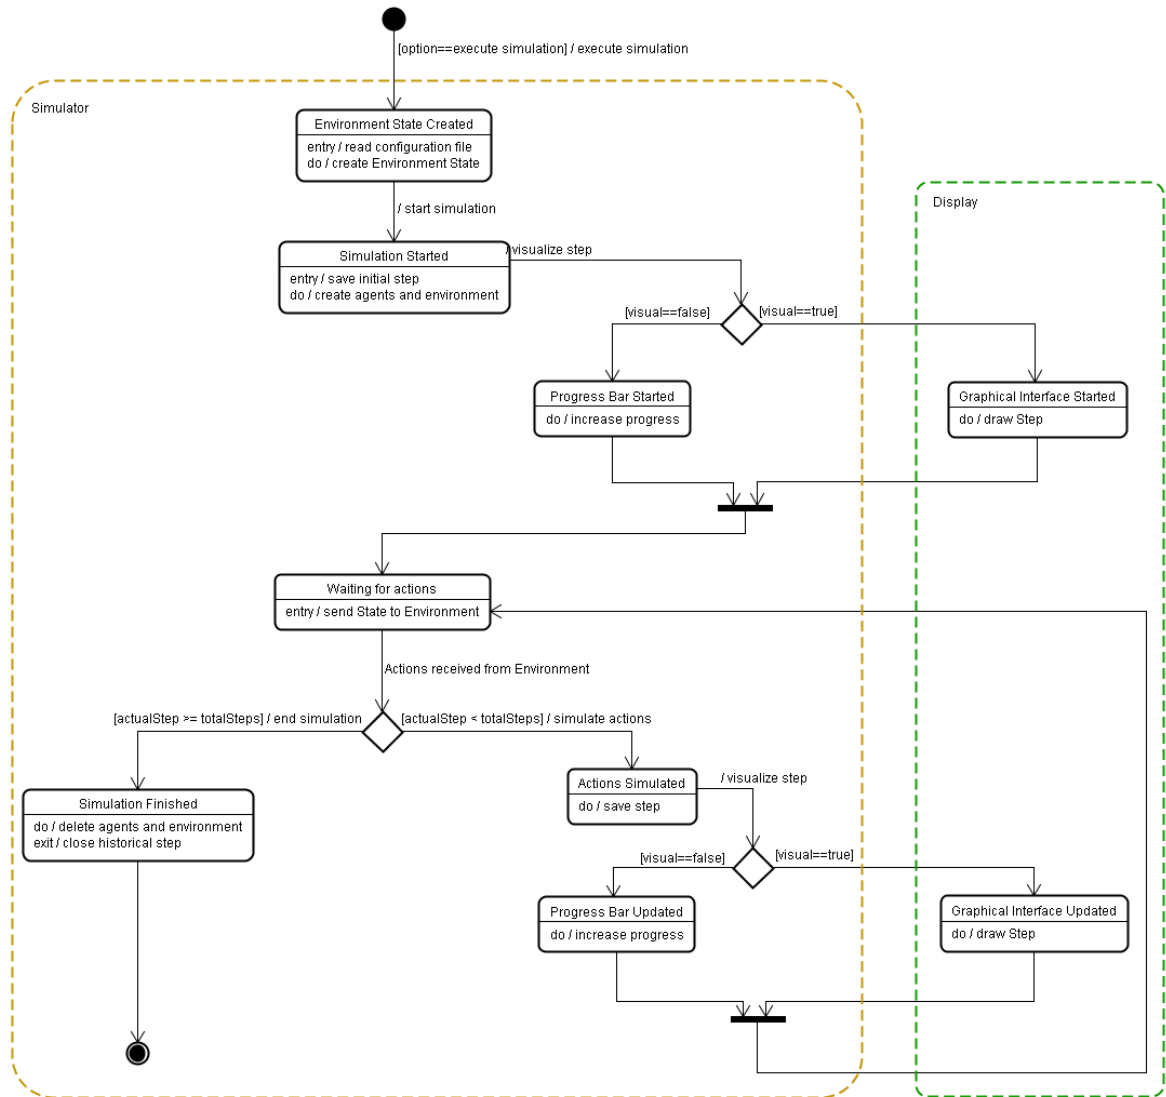 [option==execute simulation] / execute simulation
Simulator
Environment State Created
entry / read configuration file
do / create Environment State
/ start simulation
Display
Simulation Started
/ visualize step
entry / save initial step
do / create agents and environment
[visual==false]
[visual==true]
Progress Bar Started
do / increase progress
Graphical Interface Started
do / draw Step
Waiting for actions
entry / send State to Environment
Actions received from Environment
[actualStep >= totalSteps] / end simulation
[actualStep < totalSteps] / simulate actions
Simulation Finished
do / delete agents and environment
exit / close historical step
Actions Simulated
do / save step
/ visualize step
[visual==false]
[visual==true]
Progress Bar Updated
do / increase progress
Graphical Interface Updated
do / draw Step